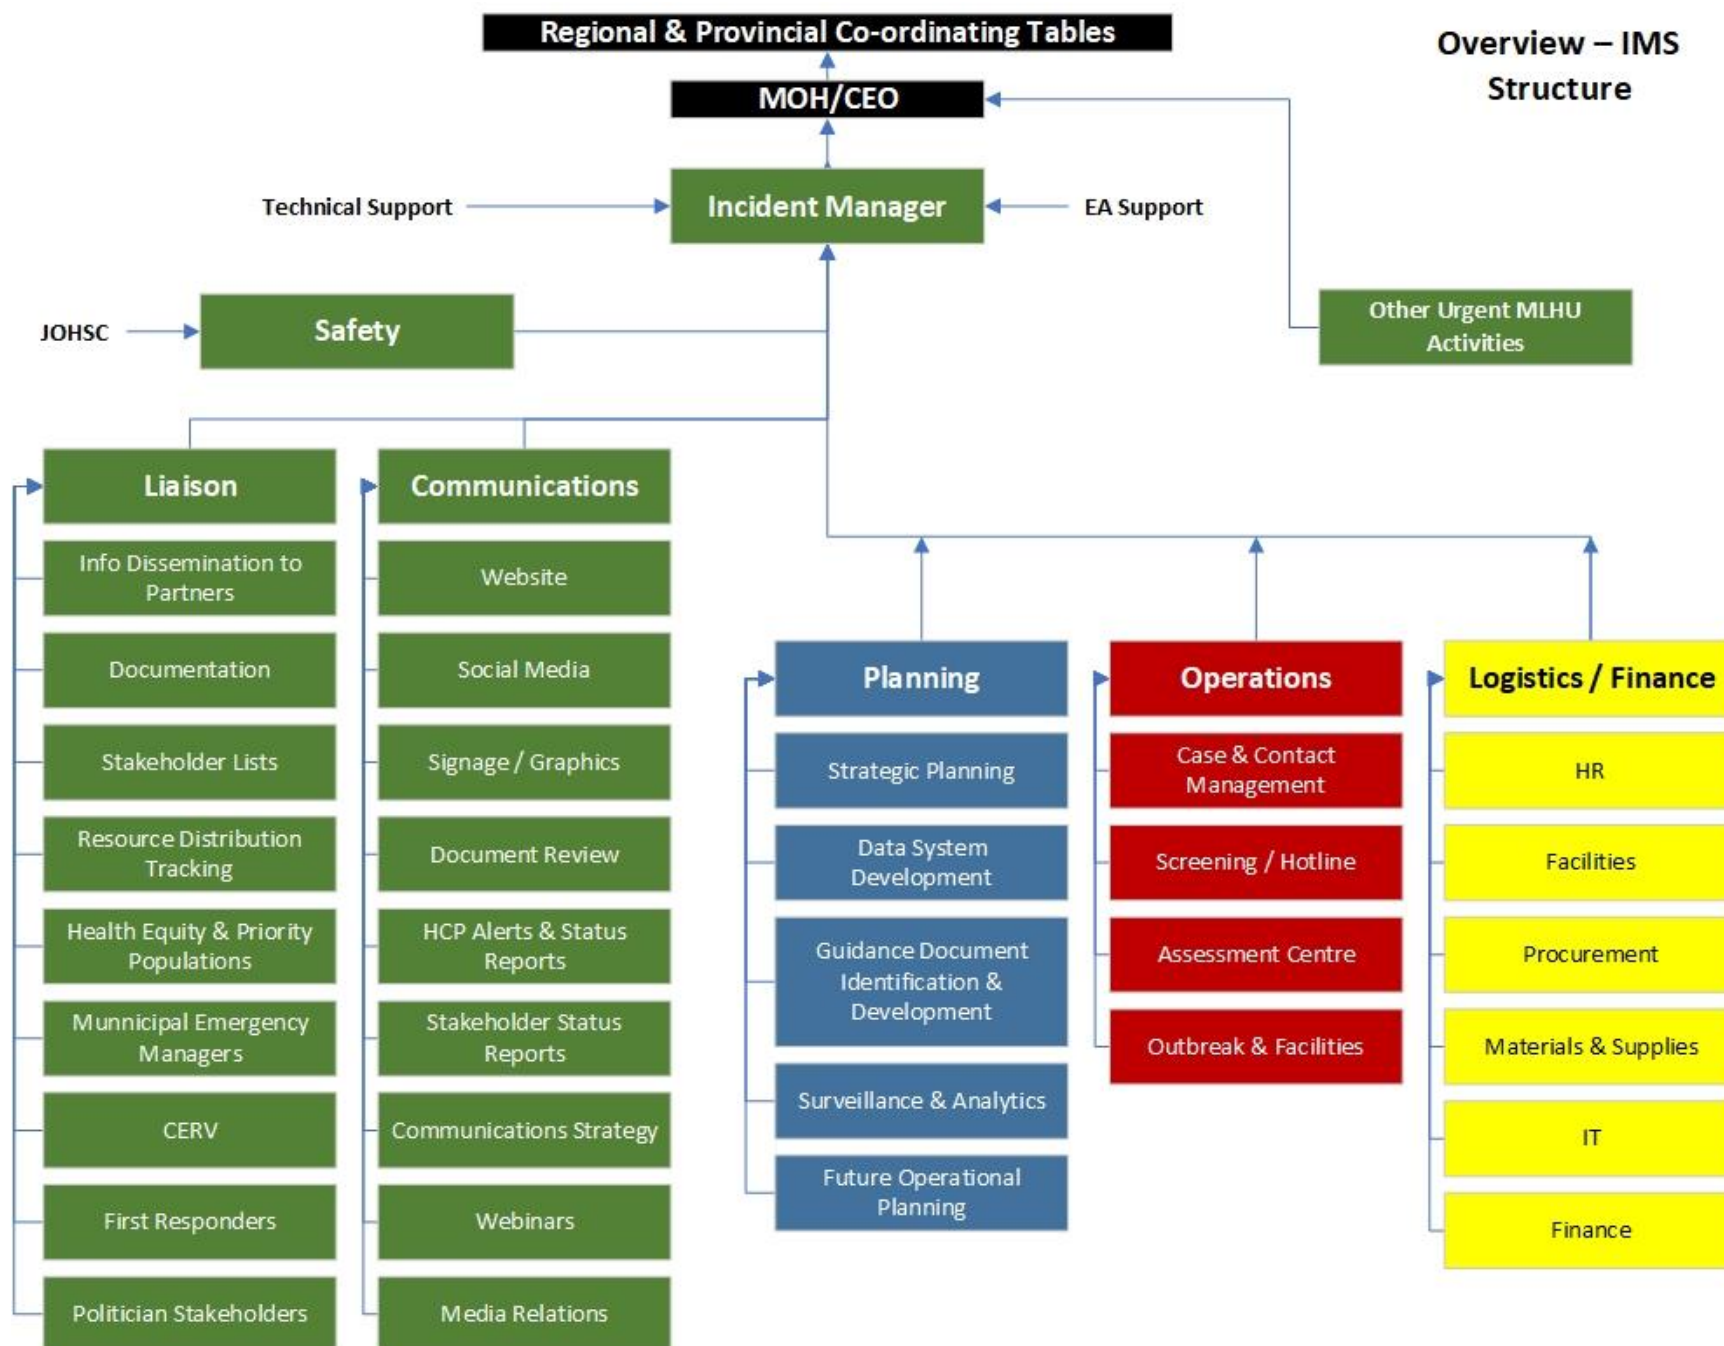 Regional & Provincial Co-ordinating Tables
Overview – IMS
Structure
MOH/CEO
Technical Support
Incident Manager
EA Support
JOHSC
Safety
Other Urgent MLHU
Activities
Liaison
Info Dissemination to
Partners
Documentation
Stakeholder Lists
Resource Distribution
Tracking
Health Equity & Priority
Populations
Munnicipal Emergency
Managers
CERV
First Responders
Politician Stakeholders
Communications
Website
Social Media
Signage / Graphics
Document Review
HCP Alerts & Status
Reports
Stakeholder Status
Reports
Communications Strategy
Webinars
Media Relations
Planning
Strategic Planning
Data System
Development
Guidance Document
Identification &
Development
Surveillance & Analytics
Future Operational
Planning
Operations
Case & Contact
Management
Screening / Hotline
Assessment Centre
Outbreak & Facilities
Logistics / Finance
HR
Facilities
Procurement
Materials & Supplies
IT
Finance